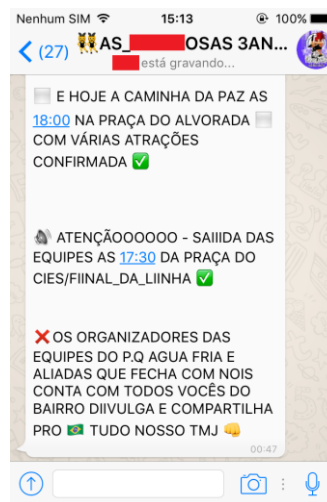 Nenhum SIM 15:13 100%
(27) AS_ OSAS 3AN...
está gravando...
E HOJE A CAMINHA DA PAZ AS
18:00 NA PRAÇA DO ALVORADA
COM VÁRIAS ATRAÇÕES
CONFIRMADA ✅
ATENÇÃOOOOOO - SAIIIDA DAS
EQUIPES AS 17:30 DA PRAÇA DO
CIES/FIINAL_DA_LIINHA ✅
❌OS ORGANIZADORES DAS
EQUIPES DO P.Q AGUA FRIA E
ALIADAS QUE FECHA COM NOIS
CONTA COM TODOS VOCÊS DO
BAIRRO DIIVULGA E COMPARTILHA
PRO 🇧🇷 TUDO NOSSO TMJ 👊
00:47